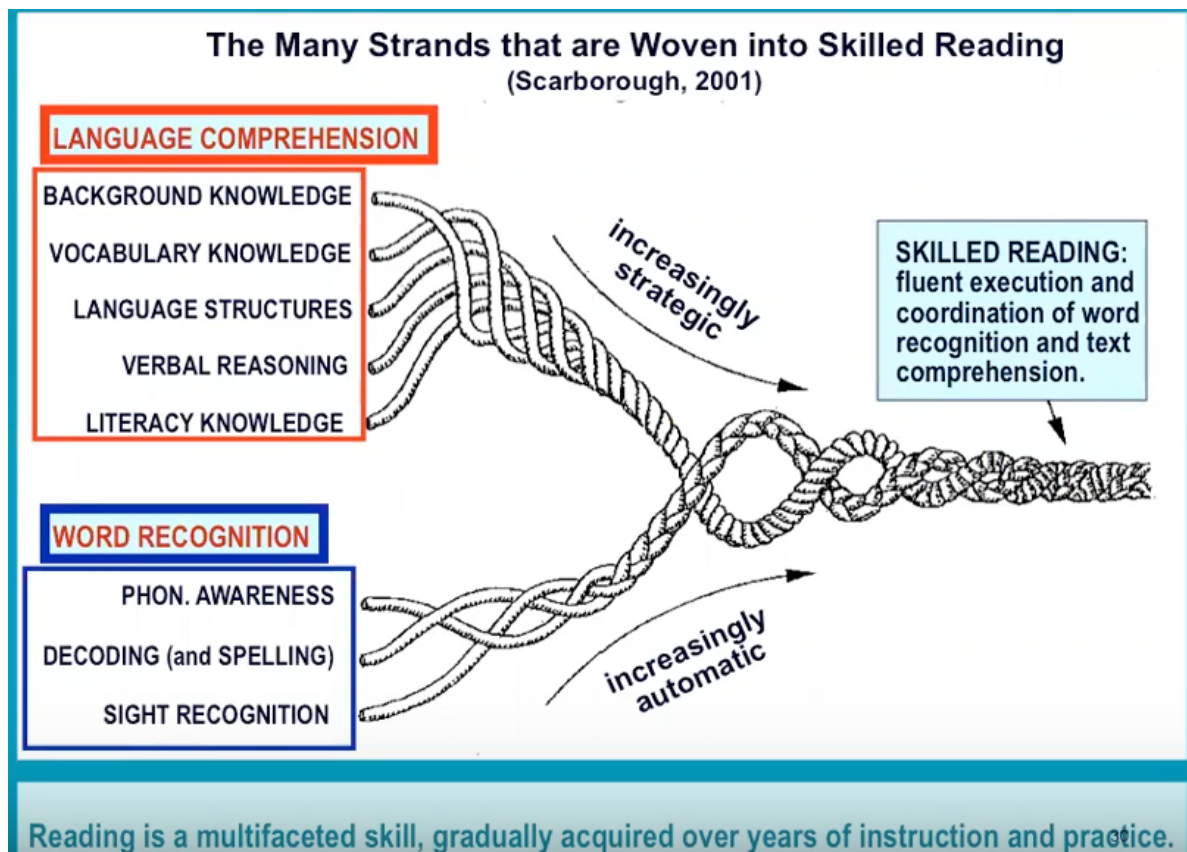 The Many Strands that are Woven into Skilled Reading
(Scarborough, 2001)
LANGUAGE COMPREHENSION
BACKGROUND KNOWLEDGE
VOCABULARY KNOWLEDGE
LANGUAGE STRUCTURES
VERBAL REASONING
LITERACY KNOWLEDGE
increasingly
strategic
SKILLED READING:
fluent execution and
coordination of word
recognition and text
comprehension.
WORD RECOGNITION
PHON. AWARENESS
DECODING (and SPELLING)
SIGHT RECOGNITION
increasingly
automatic
Reading is a multifaceted skill, gradually acquired over years of instruction and practice.